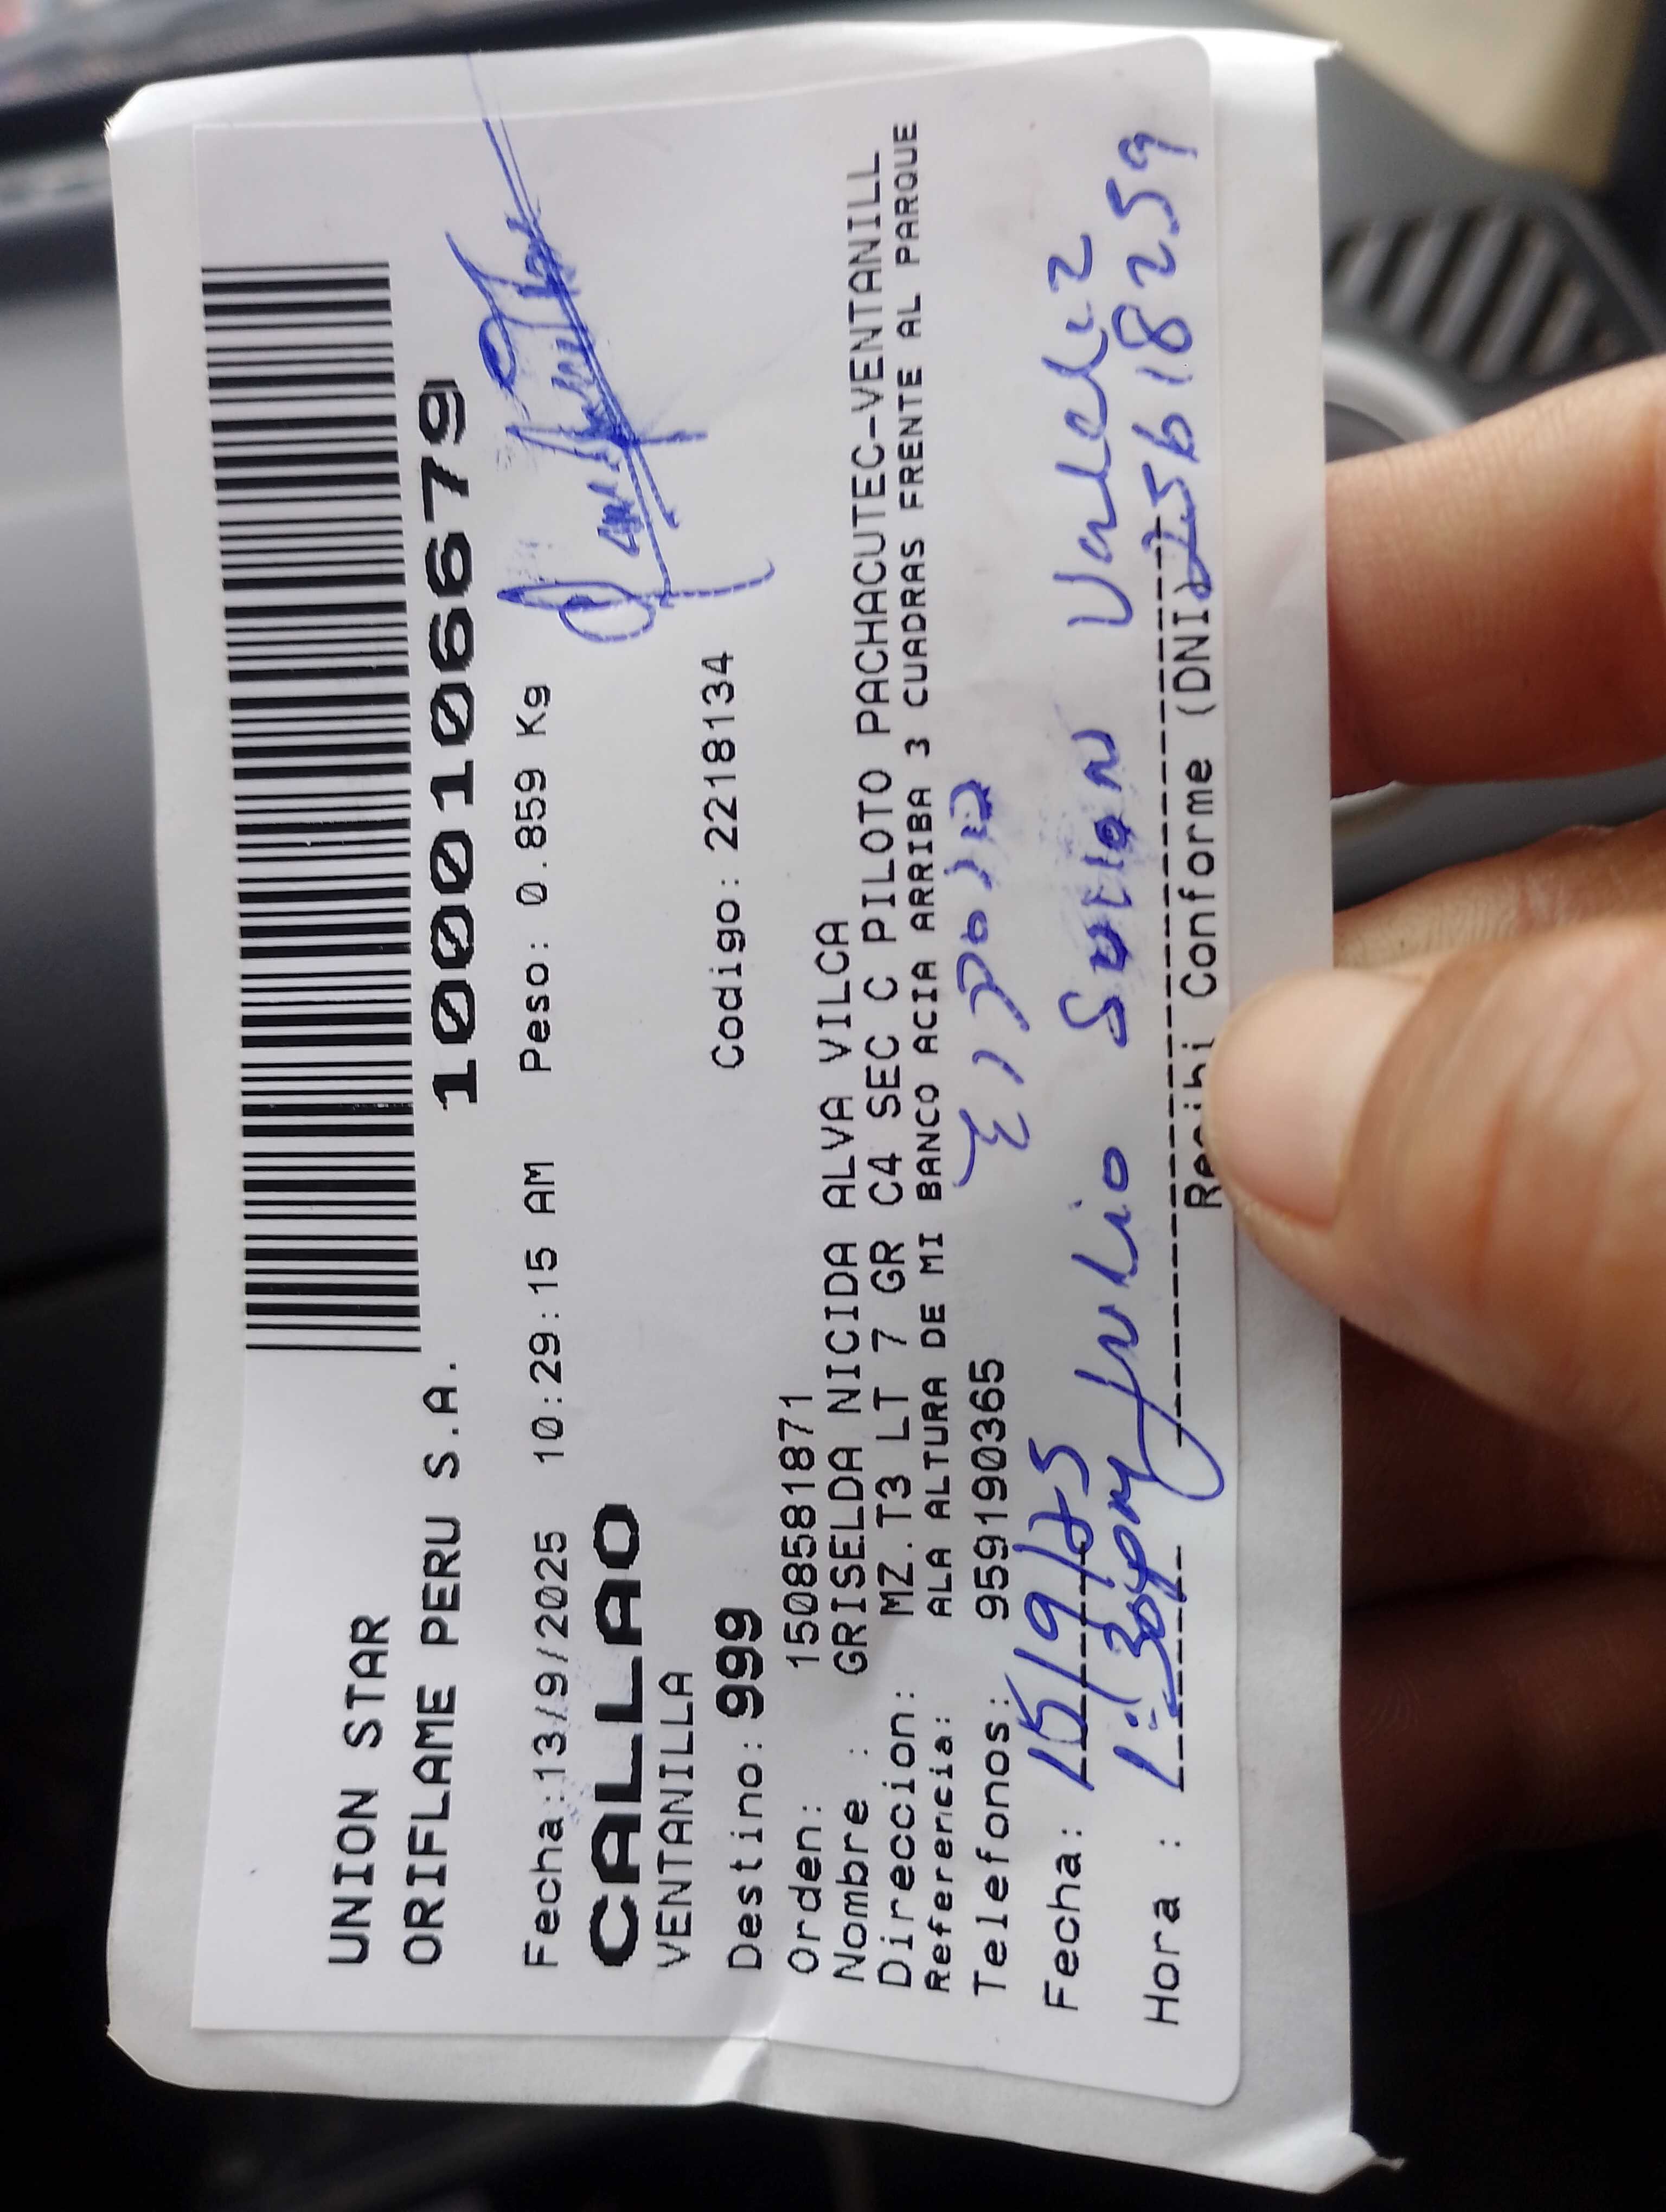 UNION STAR
ORIFLAME PERU S.A.
1000106679
Fecha:13/9/2025 10:29:15 AM Peso: 0.859 Kg
CALLAO
VENTANILLA
Destino: 999 Codigo: 2218134
Orden: 1508581871
Nombre : GRISELDA NICIDA ALVA VILCA
Direccion: MZ. T3 LT 7 GR C4 SEC C PILOTO PACHACUTEC-VENTANILL
Referencia: ALA ALTURA DE MI BANCO ACIA ARRIBA 3 CUADRAS FRENTE AL PARQUE
Telefonos: 959190365
Fecha: 15/9/25 Julio Vale
Hora : 1:30pm 25618259
Recibi Conforme (DNI)